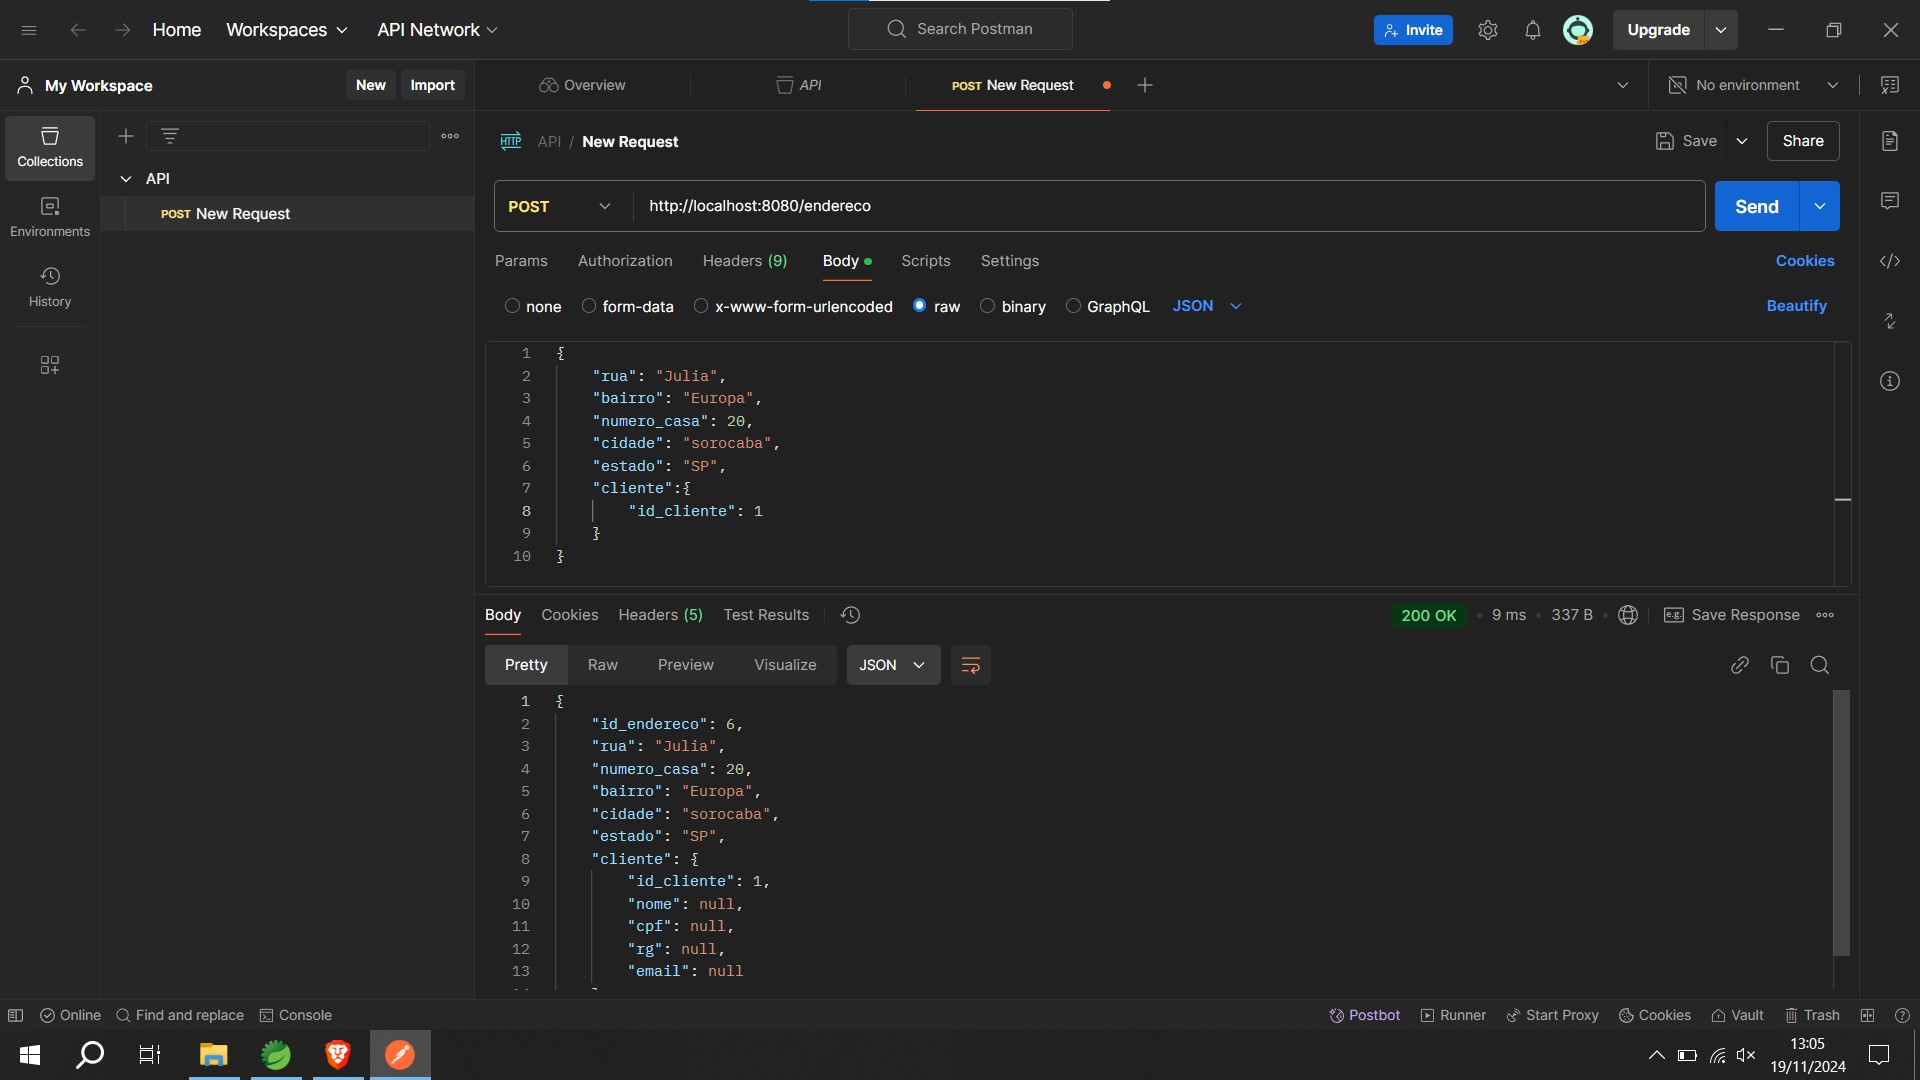 Home
Workspaces
API Network
Search Postman
Invite
Upgrade
My Workspace
New
Import
Overview
API
POST New Request
No environment
Collections
Environments
History
API
POST New Request
HTTP
API / New Request
Save
Share
POST
http://localhost:8080/endereco
Send
Params
Authorization
Headers (9)
Body
Scripts
Settings
Cookies
none
form-data
x-www-form-urlencoded
raw
binary
GraphQL
JSON
Beautify
1 {
2 "rua": "Julia",
3 "bairro": "Europa",
4 "numero_casa": 20,
5 "cidade": "sorocaba",
6 "estado": "SP",
7 "cliente":{
8 "id_cliente": 1
9 }
10 }
Body
Cookies
Headers (5)
Test Results
200 OK
9 ms
337 B
e.g.
Save Response
Pretty
Raw
Preview
Visualize
JSON
1 {
2 "id_endereco": 6,
3 "rua": "Julia",
4 "numero_casa": 20,
5 "bairro": "Europa",
6 "cidade": "sorocaba",
7 "estado": "SP",
8 "cliente": {
9 "id_cliente": 1,
10 "nome": null,
11 "cpf": null,
12 "rg": null,
13 "email": null
Online
Find and replace
Console
Postbot
Runner
Start Proxy
Cookies
Vault
Trash
13:05
19/11/2024